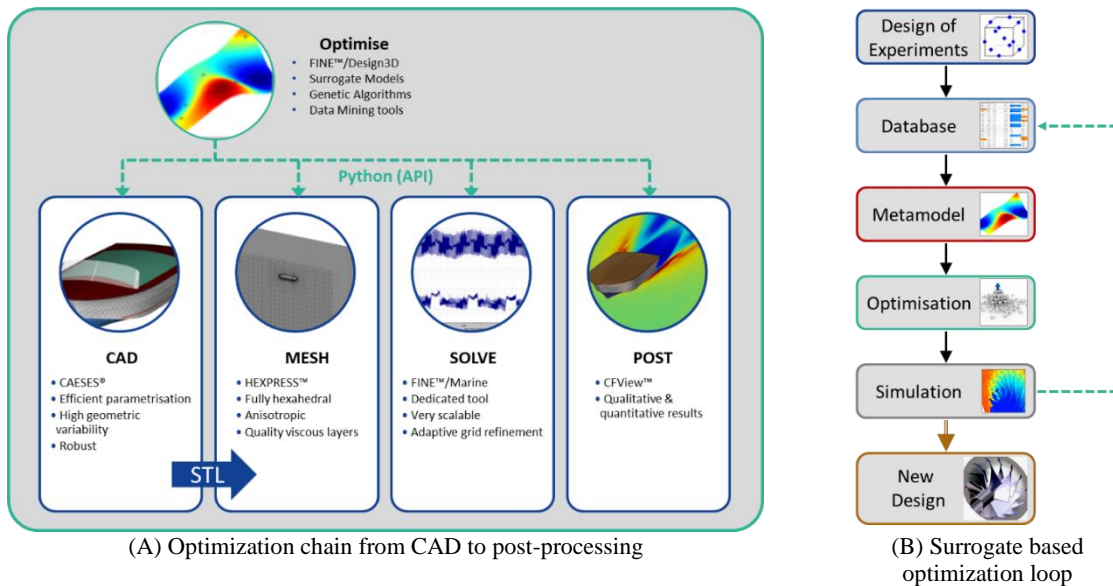 Optimise
• FINE™/Design3D
• Surrogate Models
• Genetic Algorithms
• Data Mining tools
Python (API)
CAD
• CAESES®
• Efficient parametrisation
• High geometric
variability
• Robust
STL
MESH
• HEXPRESS™
• Fully hexahedral
• Anisotropic
• Quality viscous layers
SOLVE
• FINE™/Marine
• Dedicated tool
• Very scalable
• Adaptive grid refinement
POST
• CFView™
• Qualitative &
quantitative results
(A) Optimization chain from CAD to post-processing
Design of
Experiments
Database
Metamodel
Optimisation
Simulation
New
Design
(B) Surrogate based
optimization loop